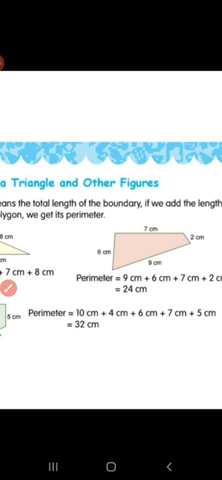 a Triangle and Other Figures
eans the total length of the boundary, if we add the length
lygon, we get its perimeter.
7 cm
8 cm
2 cm
6 cm
9 cm
m
+ 7 cm + 8 cm
Perimeter = 9 cm + 6 cm + 7 cm + 2 c
= 24 cm
5 cm
Perimeter = 10 cm + 4 cm + 6 cm + 7 cm + 5 cm
= 32 cm